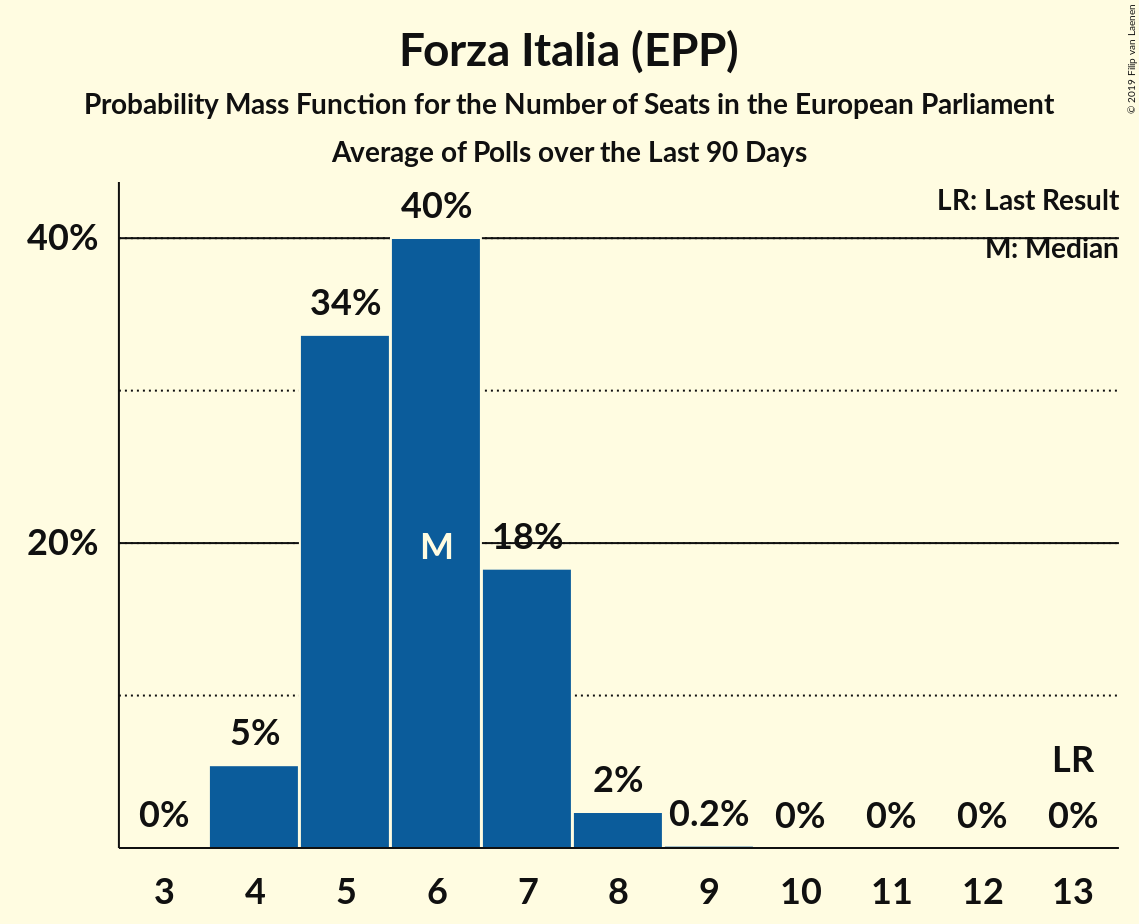 Forza Italia (EPP)
Probability Mass Function for the Number of Seats in the European Parliament
Average of Polls over the Last 90 Days
© 2019 Filip van Laenen
LR: Last Result
M: Median
40%
20%
0%
5%
34%
40%
M
18%
2%
0.2%
0%
0%
0%
LR
0%
3 4 5 6 7 8 9 10 11 12 13